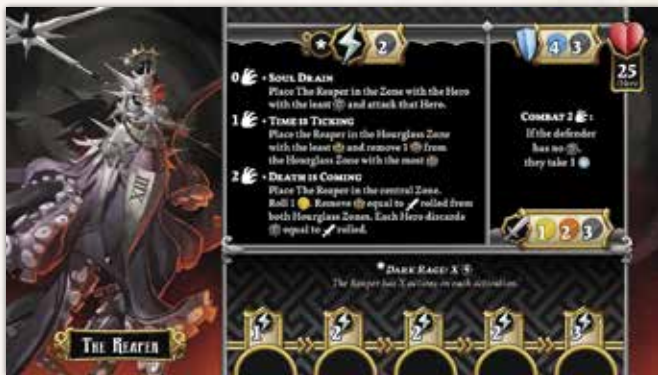 2
4 3
25
/Hero
0 • SOUL DRAIN
Place The Reaper in the Zone with the Hero
with the least and attack that Hero.
1 • TIME IS TICKING
Place the Reaper in the Hourglass Zone
with the least and remove 1 from
the Hourglass Zone with the most
2 • DEATH IS COMING
Place The Reaper in the central Zone.
Roll 1 . Remove equal to rolled from
both Hourglass Zones. Each Hero discards
equal to rolled.
COMBAT 2 :
If the defender
has no ,
they take 1
1 2 3
* DARK RAGE: X
The Reaper has X actions in each activation.
1 2 2 2 3
XIII
THE REAPER